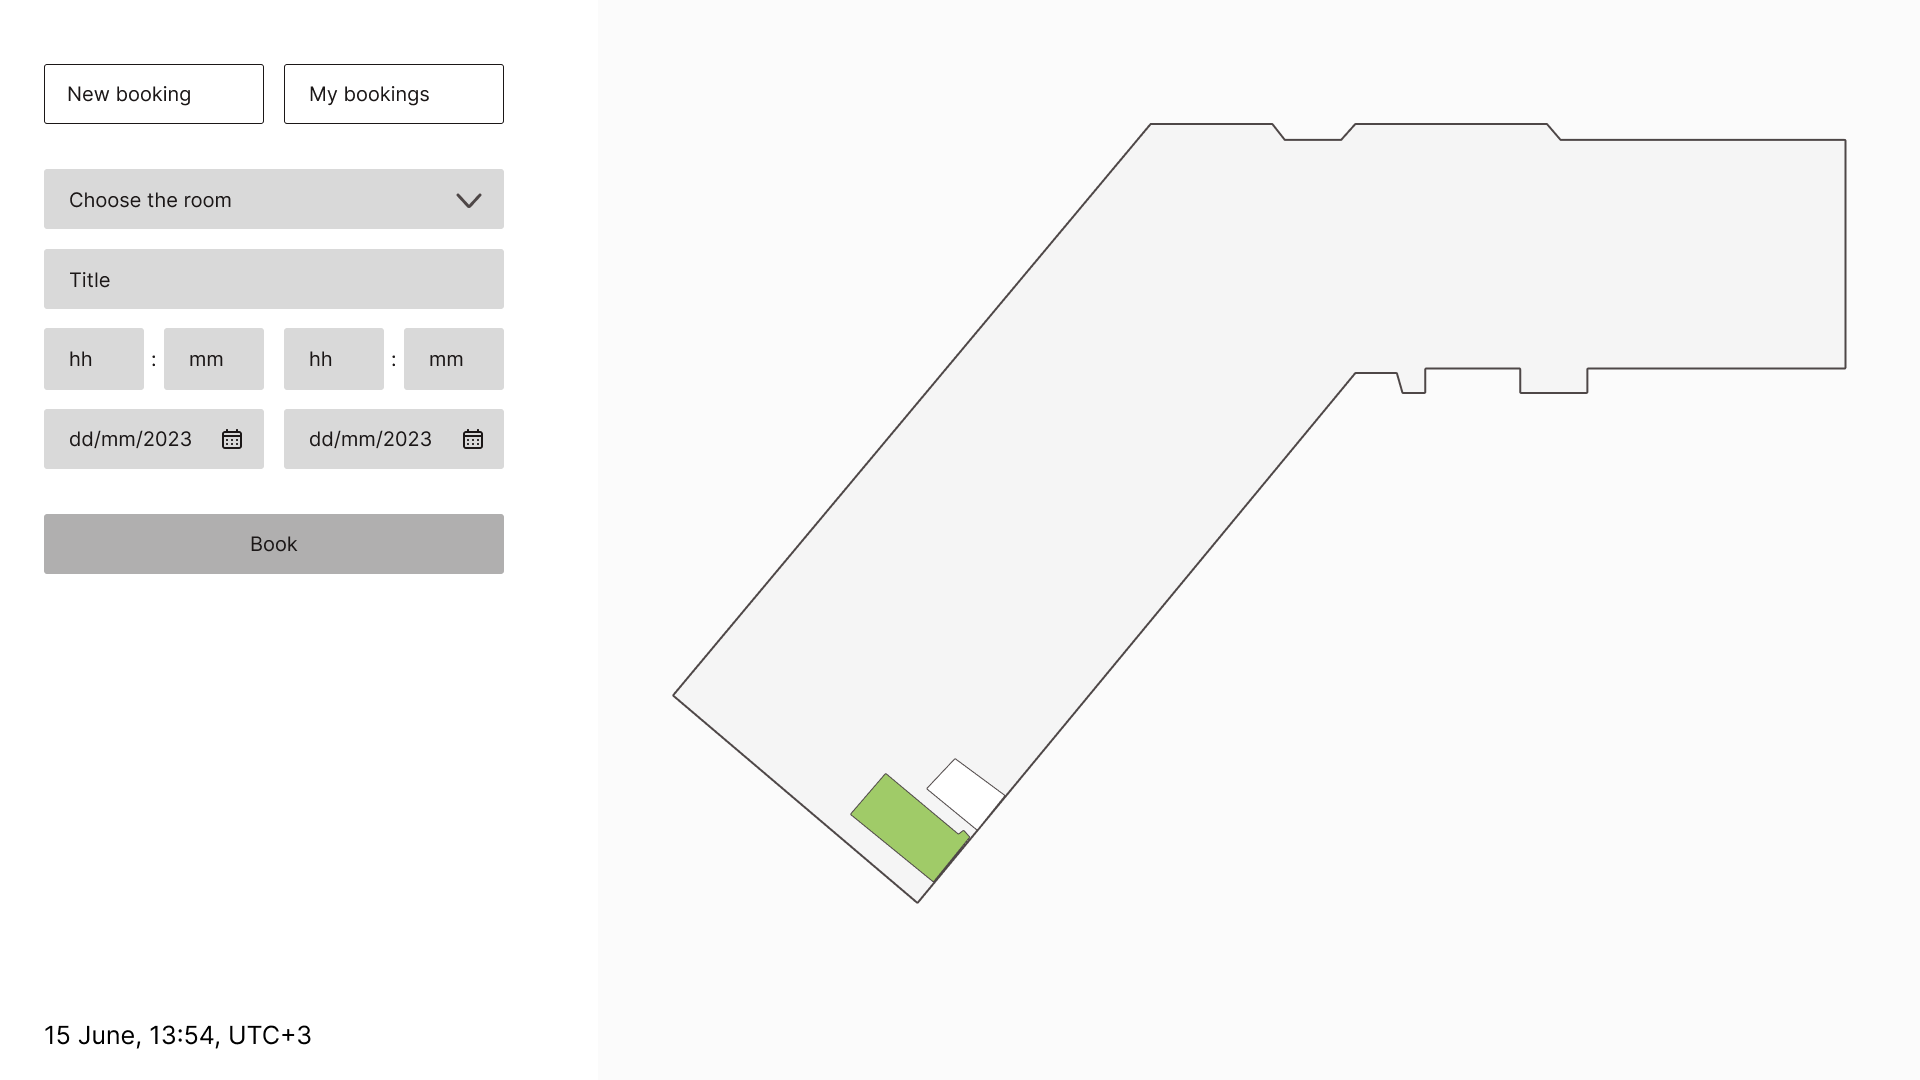 New booking My bookings
Choose the room
Title
hh : mm hh : mm
dd/mm/2023 dd/mm/2023
Book
15 June, 13:54, UTC+3